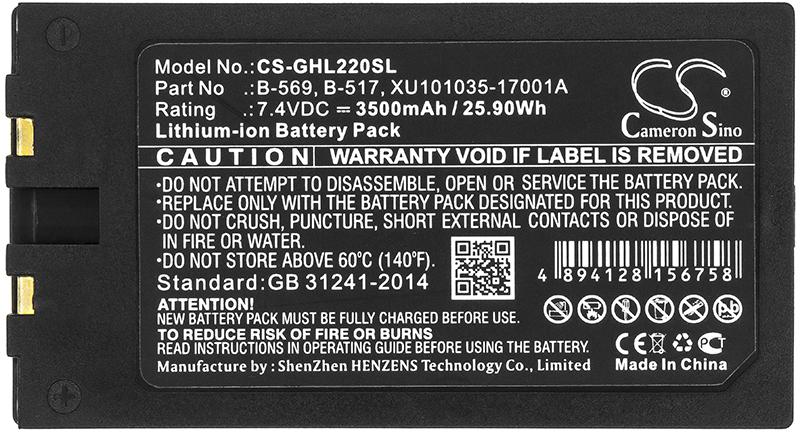 Model No.: CS-GHL220SL
Part No .: B-569, B-517, XU101035-17001A
Rating .: 7.4VDC ⎓ 3500mAh / 25.90Wh
Lithium-ion Battery Pack
CS
Cameron Sino
CAUTION WARRANTY VOID IF LABEL IS REMOVED
•DO NOT ATTEMPT TO DISASSEMBLE, OPEN OR SERVICE THE BATTERY PACK.
•REPLACE ONLY WITH THE BATTERY PACK DESIGNATED FOR THIS PRODUCT.
•DO NOT CRUSH, PUNCTURE, SHORT EXTERNAL CONTACTS OR DISPOSE OF
IN FIRE OR WATER.
•DO NOT STORE ABOVE 60°C (140°F).
Standard:GB 31241-2014
4 894128 156758
ATTENTION!
NEW BATTERY PACK MUST BE FULLY CHARGED BEFORE USE.
TO REDUCE RISK OF FIRE OR BURNS
READ INSTRUCTIONS EXPLICITLY BEFORE USING THE BATTERY.
Manufacture by : ShenZhen HENZENS Technology Co., Limited.
Made In China